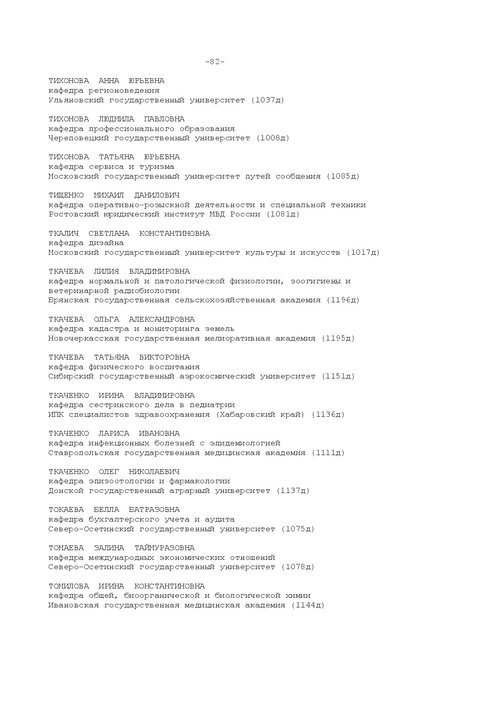 -82-
ТИХОНОВА АННА ЮРЬЕВНА
кафедра регионоведения
Ульяновский государственный университет (1037д)
ТИХОНОВА ЛЮДМИЛА ПАВЛОВНА
кафедра профессионального образования
Череповецкий государственный университет (1008д)
ТИХОНОВА ТАТЬЯНА ЮРЬЕВНА
кафедра сервиса и туризма
Московский государственный университет путей сообщения (1085д)
ТИЩЕНКО МИХАИЛ ДАНИЛОВИЧ
кафедра оперативно-розыскной деятельности и специальной техники
Ростовский юридический институт МВД России (1081д)
ТКАЛИЧ СВЕТЛАНА КОНСТАНТИНОВНА
кафедра дизайна
Московский государственный университет культуры и искусств (1017д)
ТКАЧЕВА ЛИЛИЯ ВЛАДИМИРОВНА
кафедра нормальной и патологической физиологии, зоогигиены и
ветеринарной радиобиологии
Брянская государственная сельскохозяйственная академия (1196д)
ТКАЧЕВА ОЛЬГА АЛЕКСАНДРОВНА
кафедра кадастра и мониторинга земель
Новочеркасская государственная мелиоративная академия (1195д)
ТКАЧЕВА ТАТЬЯНА ВИКТОРОВНА
кафедра физического воспитания
Сибирский государственный аэрокосмический университет (1151д)
ТКАЧЕНКО ИРИНА ВЛАДИМИРОВНА
кафедра сестринского дела в педиатрии
ИПК специалистов здравоохранения (Хабаровский край) (1136д)
ТКАЧЕНКО ЛАРИСА ИВАНОВНА
кафедра инфекционных болезней с эпидемиологией
Ставропольская государственная медицинская академия (1111д)
ТКАЧЕНКО ОЛЕГ НИКОЛАЕВИЧ
кафедра эпизоотологии и фармакологии
Донской государственный аграрный университет (1137д)
ТОКАЕВА БЕЛЛА БАТРАЗОВНА
кафедра бухгалтерского учета и аудита
Северо-Осетинский государственный университет (1075д)
ТОМАЕВА ЗАЛИНА ТАЙМУРАЗОВНА
кафедра международных экономических отношений
Северо-Осетинский государственный университет (1078д)
ТОМИЛОВА ИРИНА КОНСТАНТИНОВНА
кафедра общей, биоорганической и биологической химии
Ивановская государственная медицинская академия (1144д)